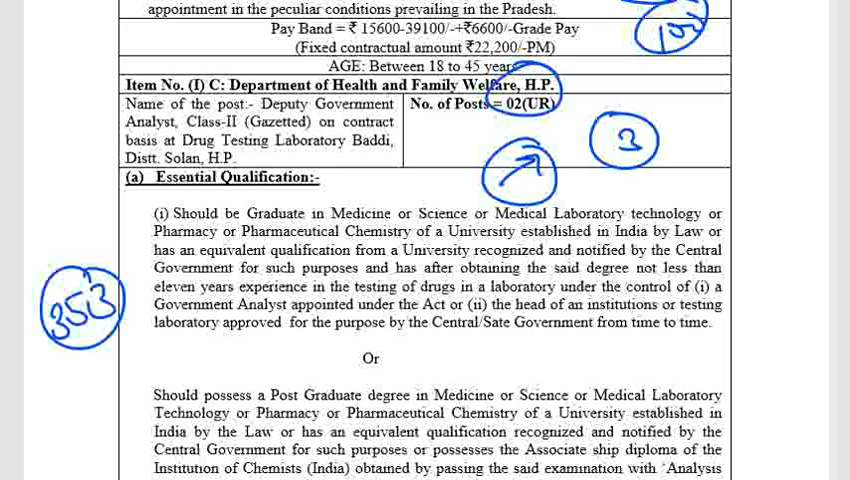 appointment in the peculiar conditions prevailing in the Pradesh.
Pay Band = ₹ 15600-39100/-+₹6600/-Grade Pay
(Fixed contractual amount ₹22,200/-PM)
AGE: Between 18 to 45 years
Item No. (I) C: Department of Health and Family Welfare, H.P.
Name of the post:- Deputy Government Analyst, Class-II (Gazetted) on contract basis at Drug Testing Laboratory Baddi, Distt. Solan, H.P.
No. of Posts = 02(UR)
3
(a) Essential Qualification:-
(i) Should be Graduate in Medicine or Science or Medical Laboratory technology or
Pharmacy or Pharmaceutical Chemistry of a University established in India by Law or
has an equivalent qualification from a University recognized and notified by the Central
Government for such purposes and has after obtaining the said degree not less than
eleven years experience in the testing of drugs in a laboratory under the control of (i) a
Government Analyst appointed under the Act or (ii) the head of an institutions or testing
laboratory approved for the purpose by the Central/Sate Government from time to time.
Or
Should possess a Post Graduate degree in Medicine or Science or Medical Laboratory
Technology or Pharmacy or Pharmaceutical Chemistry of a University established in
India by the Law or has an equivalent qualification recognized and notified by the
Central Government for such purposes or possesses the Associate ship diploma of the
Institution of Chemists (India) obtained by passing the said examination with 'Analysis